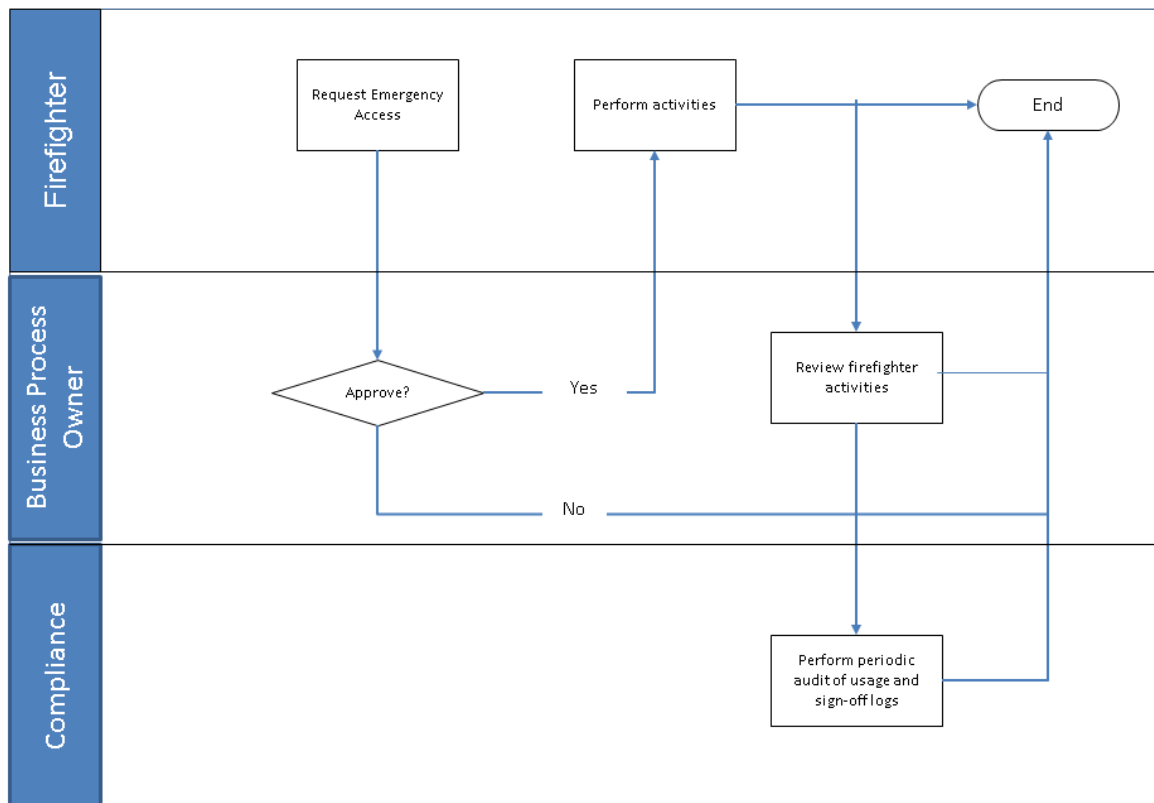 Firefighter
Request Emergency
Access
Perform activities
End
Business Process
Owner
Approve?
Yes
No
Review firefighter
activities
Compliance
Perform periodic
audit of usage and
sign-off logs